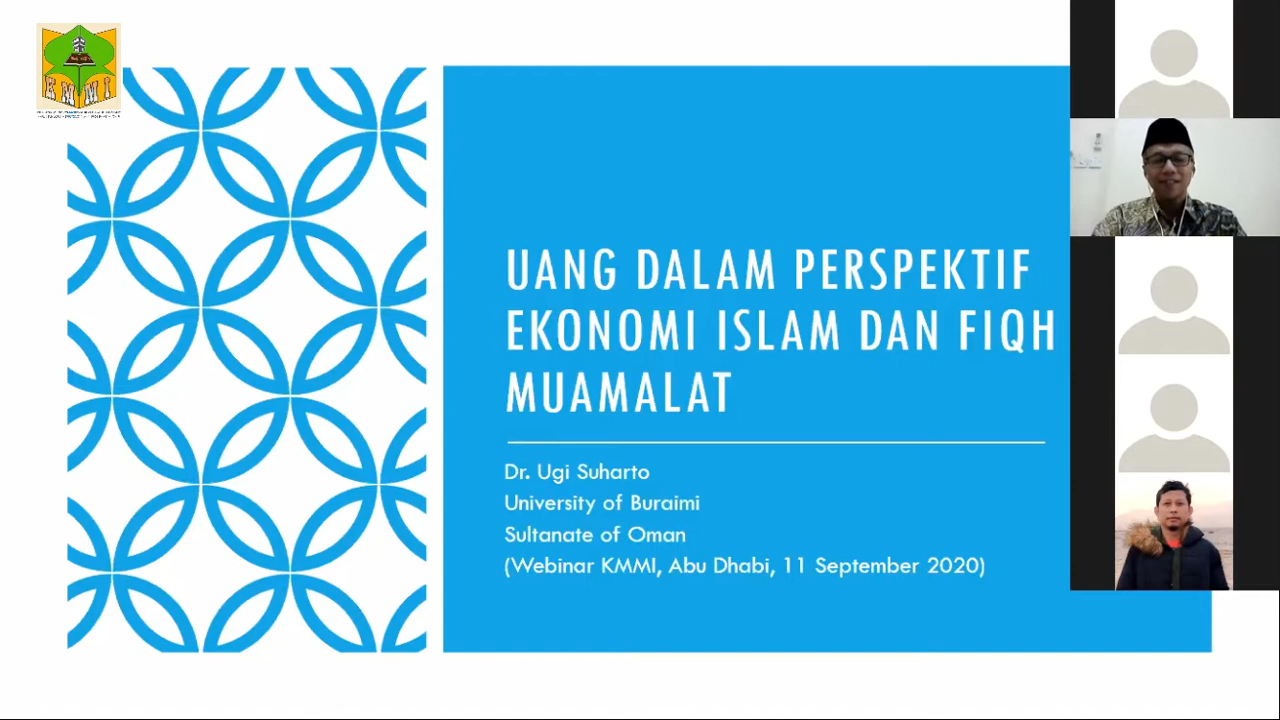 KMMI
UANG DALAM PERSPEKTIF
EKONOMI ISLAM DAN FIQH
MUAMALAT
Dr. Ugi Suharto
University of Buraimi
Sultanate of Oman
(Webinar KMMI, Abu Dhabi, 11 September 2020)